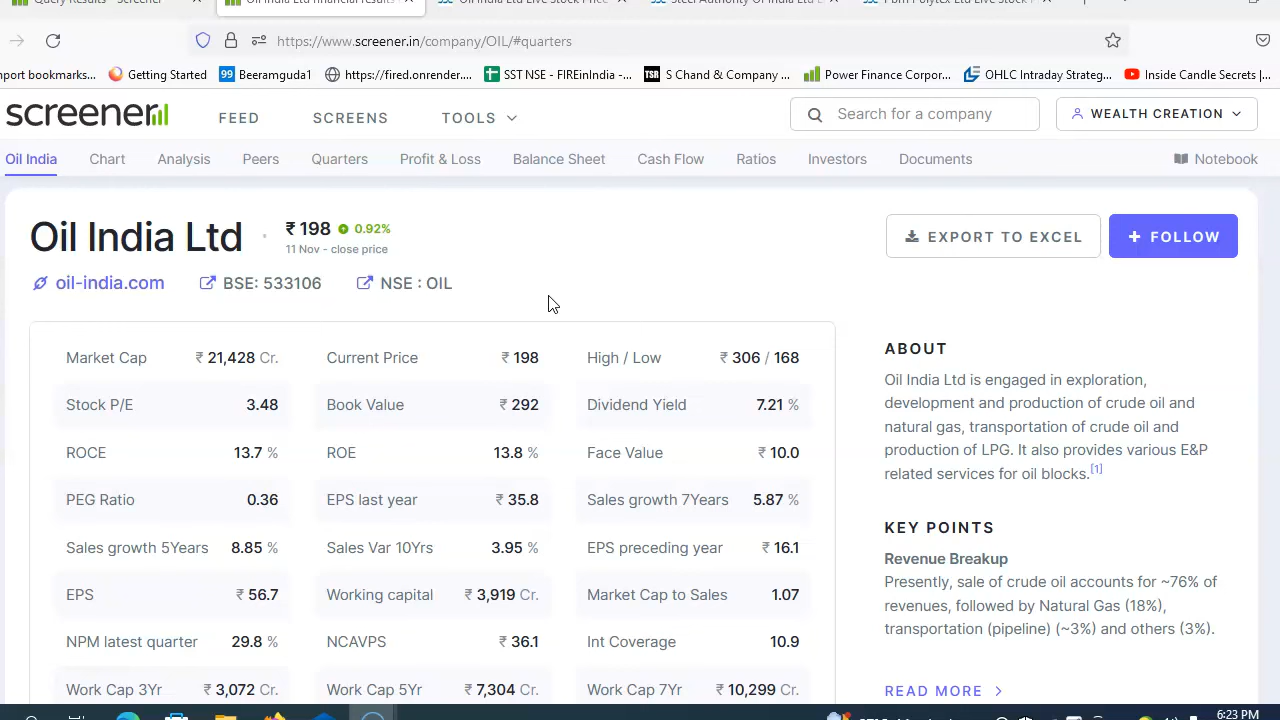 https://www.screener.in/company/OIL/#quarters
mport bookmarks... Getting Started 99 Beeramguda1 https://fired.onrender.... SST NSE - FIREinIndia -... TSR S Chand & Company ... Power Finance Corpor... OHLC Intraday Strateg... Inside Candle Secrets |...
screener FEED SCREENS TOOLS Search for a company WEALTH CREATION
Oil India Chart Analysis Peers Quarters Profit & Loss Balance Sheet Cash Flow Ratios Investors Documents Notebook
Oil India Ltd ₹ 198 0.92% EXPORT TO EXCEL + FOLLOW
11 Nov - close price
oil-india.com BSE: 533106 NSE : OIL
Market Cap ₹ 21,428 Cr. Current Price ₹ 198 High / Low ₹ 306 / 168
Stock P/E 3.48 Book Value ₹ 292 Dividend Yield 7.21 %
ROCE 13.7 % ROE 13.8 % Face Value ₹ 10.0
PEG Ratio 0.36 EPS last year ₹ 35.8 Sales growth 7Years 5.87 %
Sales growth 5Years 8.85 % Sales Var 10Yrs 3.95 % EPS preceding year ₹ 16.1
EPS ₹ 56.7 Working capital ₹ 3,919 Cr. Market Cap to Sales 1.07
NPM latest quarter 29.8 % NCAVPS ₹ 36.1 Int Coverage 10.9
Work Cap 3Yr ₹ 3,072 Cr. Work Cap 5Yr ₹ 7,304 Cr. Work Cap 7Yr ₹ 10,299 Cr.
ABOUT
Oil India Ltd is engaged in exploration,
development and production of crude oil and
natural gas, transportation of crude oil and
production of LPG. It also provides various E&P
related services for oil blocks.[1]
KEY POINTS
Revenue Breakup
Presently, sale of crude oil accounts for ~76% of
revenues, followed by Natural Gas (18%),
transportation (pipeline) (~3%) and others (3%).
READ MORE
6:23 PM